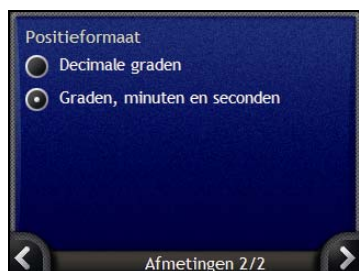 Positieformaat
Decimale graden
Graden, minuten en seconden
Afmetingen 2/2